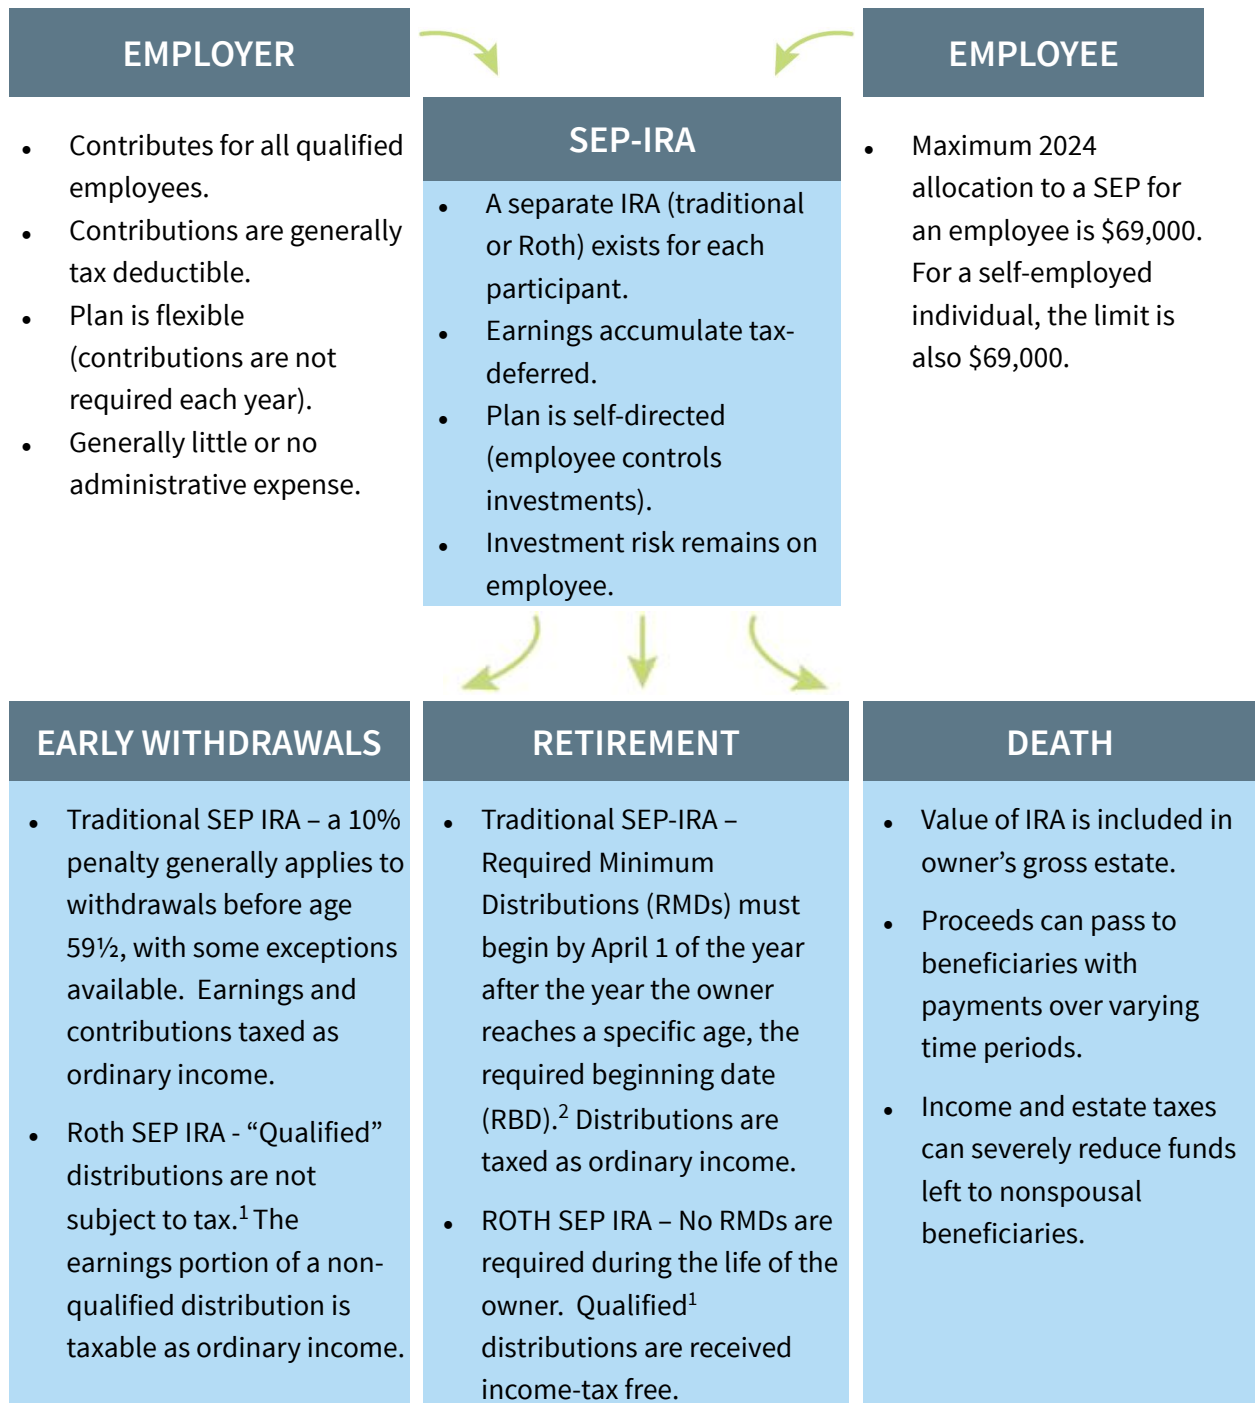 EMPLOYER
• Contributes for all qualified
employees.
• Contributions are generally
tax deductible.
• Plan is flexible
(contributions are not
required each year).
• Generally little or no
administrative expense.
SEP-IRA
• A separate IRA (traditional
or Roth) exists for each
participant.
• Earnings accumulate tax-
deferred.
• Plan is self-directed
(employee controls
investments).
• Investment risk remains on
employee.
EMPLOYEE
• Maximum 2024
allocation to a SEP for
an employee is $69,000.
For a self-employed
individual, the limit is
also $69,000.
EARLY WITHDRAWALS
• Traditional SEP IRA – a 10%
penalty generally applies to
withdrawals before age
59½, with some exceptions
available.  Earnings and
contributions taxed as
ordinary income.
• Roth SEP IRA - “Qualified”
distributions are not
subject to tax.¹ The
earnings portion of a non-
qualified distribution is
taxable as ordinary income.
RETIREMENT
• Traditional SEP-IRA –
Required Minimum
Distributions (RMDs) must
begin by April 1 of the year
after the year the owner
reaches a specific age, the
required beginning date
(RBD).² Distributions are
taxed as ordinary income.
• ROTH SEP IRA – No RMDs are
required during the life of the
owner.  Qualified¹
distributions are received
income-tax free.
DEATH
• Value of IRA is included in
owner’s gross estate.
• Proceeds can pass to
beneficiaries with
payments over varying
time periods.
• Income and estate taxes
can severely reduce funds
left to nonspousal
beneficiaries.